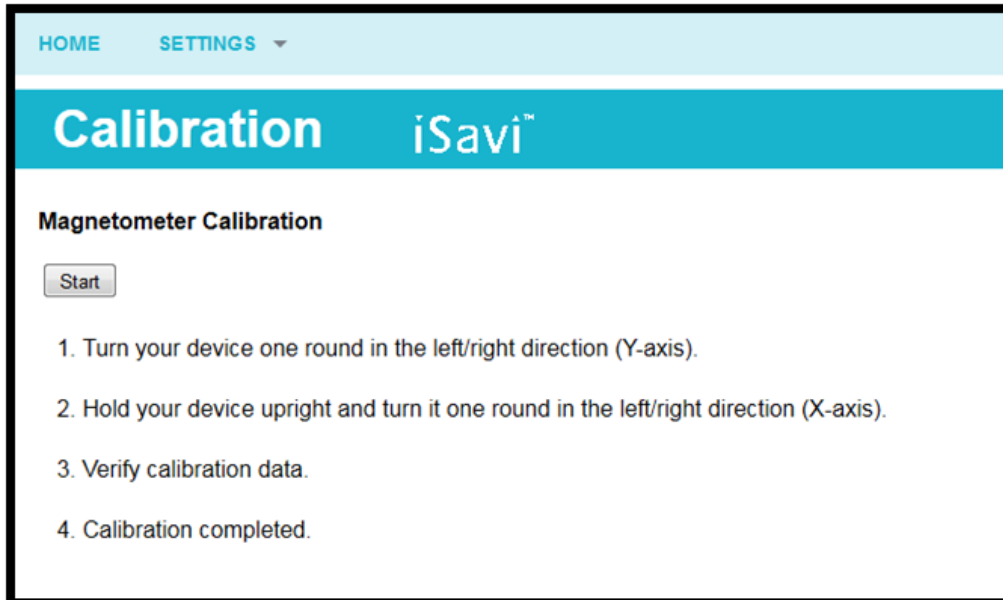 HOME SETTINGS
Calibration iSavi™
Magnetometer Calibration
Start
1. Turn your device one round in the left/right direction (Y-axis).
2. Hold your device upright and turn it one round in the left/right direction (X-axis).
3. Verify calibration data.
4. Calibration completed.